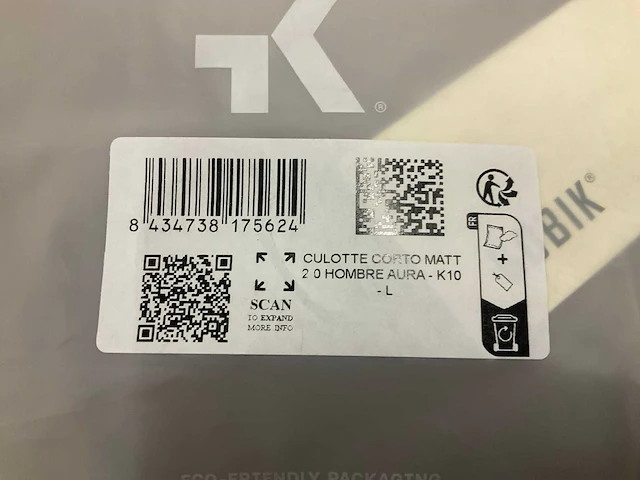 ®
8 434738 175624
CULOTTE CORTO MATT
2.0 HOMBRE AURA - K10
- L
SCAN
TO EXPAND
MORE INFO
FR
+
OBIK®
ECO-FRIENDLY PACKAGING